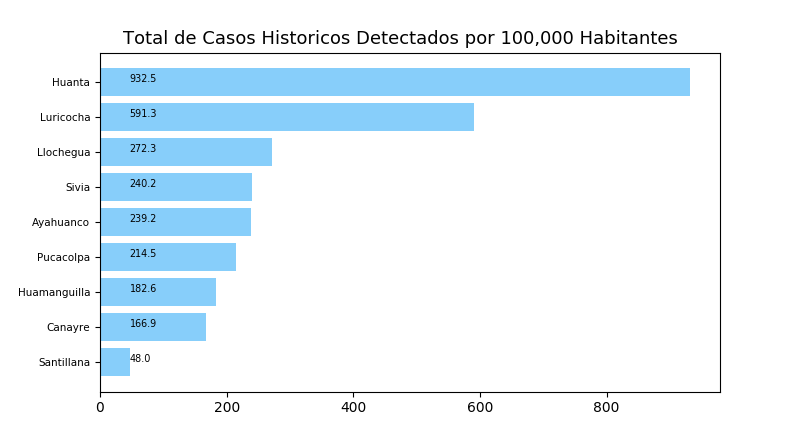 Total de Casos Historicos Detectados por 100,000 Habitantes
Huanta 932.5
Luricocha 591.3
Llochegua 272.3
Sivia 240.2
Ayahuanco 239.2
Pucacolpa 214.5
Huamanguilla 182.6
Canayre 166.9
Santillana 48.0
0 200 400 600 800